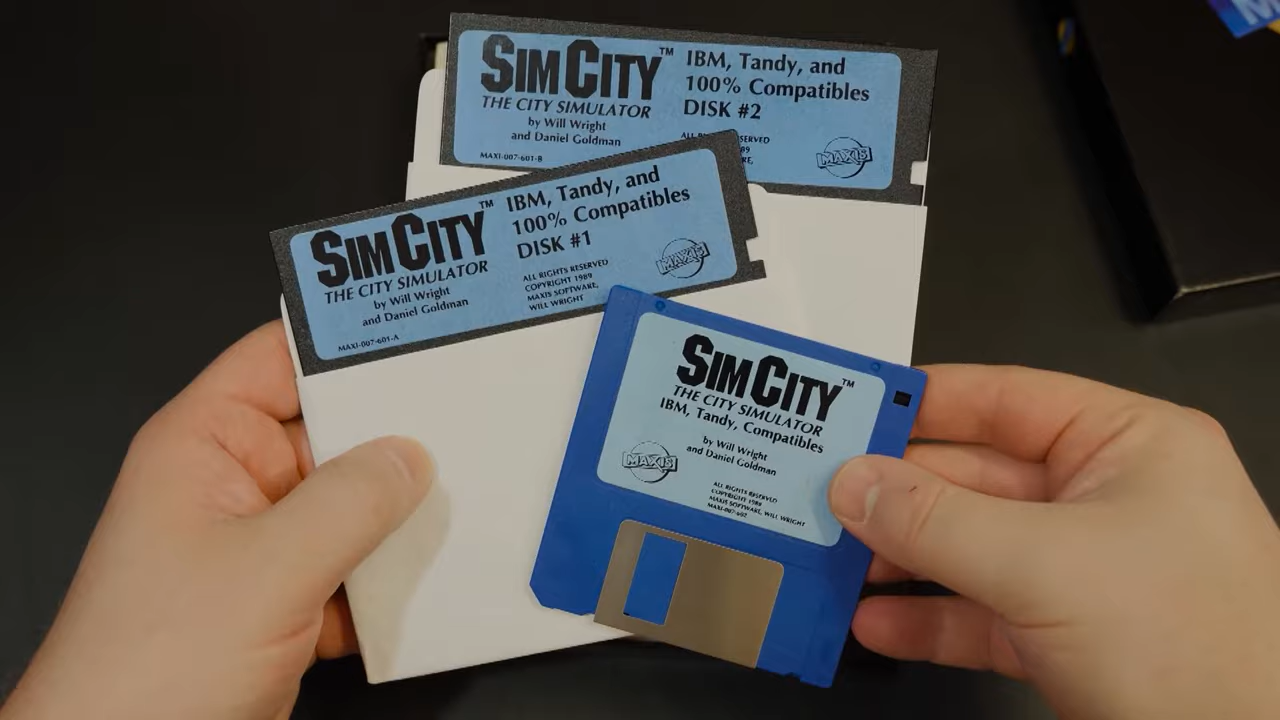 SIMCITY™
THE CITY SIMULATOR
by Will Wright
and Daniel Goldman
MAXI-007-601-B
IBM, Tandy, and
100% Compatibles
DISK #2
MAXIS
SIMCITY™
THE CITY SIMULATOR
by Will Wright
and Daniel Goldman
MAXI-007-601-A
IBM, Tandy, and
100% Compatibles
DISK #1
ALL RIGHTS RESERVED
COPYRIGHT 1989
MAXIS SOFTWARE,
WILL WRIGHT
MAXIS
SIMCITY™
THE CITY SIMULATOR
IBM, Tandy, Compatibles
by Will Wright
and Daniel Goldman
MAXIS
ALL RIGHTS RESERVED
COPYRIGHT 1989
MAXIS SOFTWARE, WILL WRIGHT
MAXI-007-602